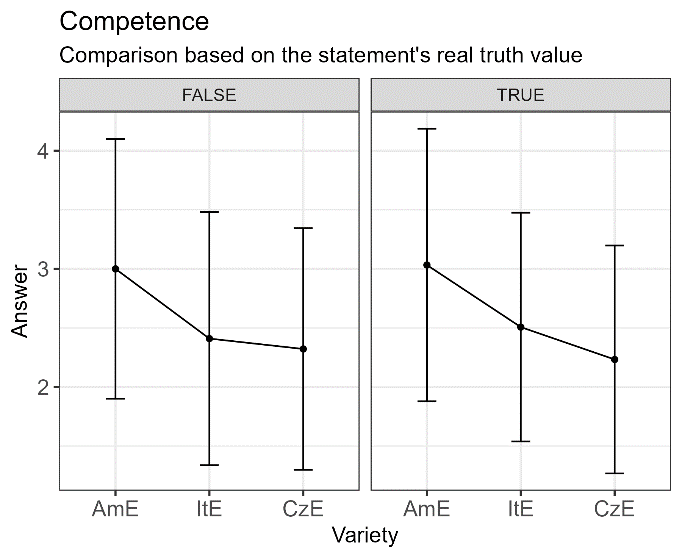 Competence
Comparison based on the statement's real truth value
FALSE
TRUE
4
3
2
Answer
AmE
ItE
CzE
AmE
ItE
CzE
Variety